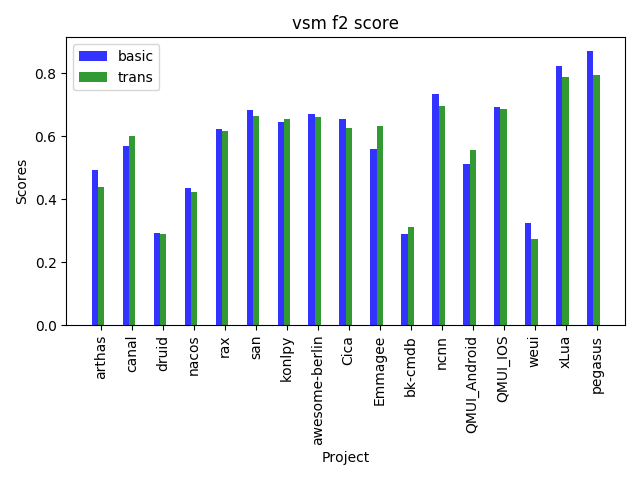 vsm f2 score
basic
trans
Scores
0.8
0.6
0.4
0.2
0.0
arthas
canal
druid
nacos
rax
san
konlpy
awesome-berlin
Cica
Emmagee
bk-cmdb
ncnn
QMUI_Android
QMUI_IOS
weui
xLua
pegasus
Project